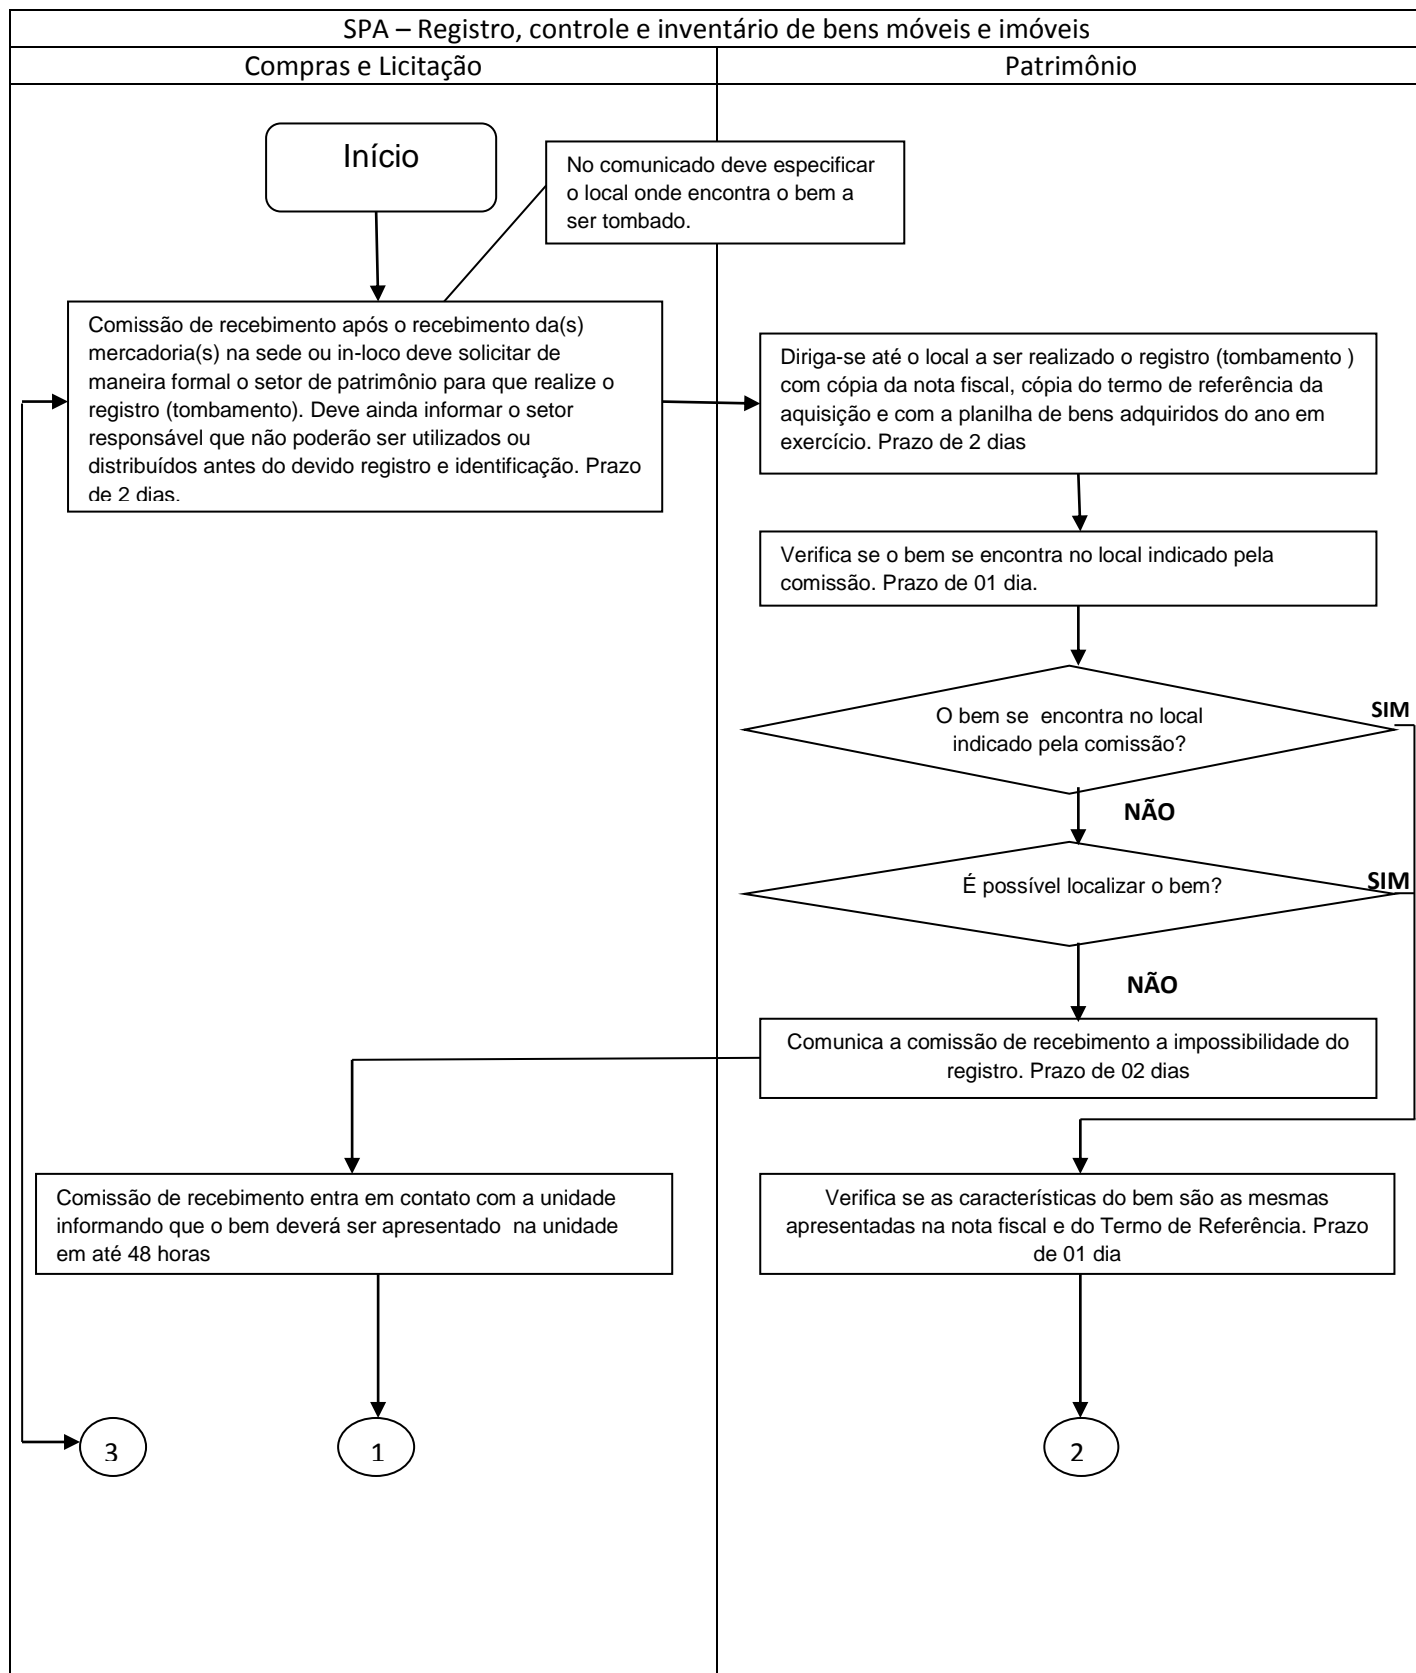 SPA – Registro, controle e inventário de bens móveis e imóveis
Compras e Licitação
Patrimônio
Início
No comunicado deve especificar
o local onde encontra o bem a
ser tombado.
Comissão de recebimento após o recebimento da(s)
mercadoria(s) na sede ou in-loco deve solicitar de
maneira formal o setor de patrimônio para que realize o
registro (tombamento). Deve ainda informar o setor
responsável que não poderão ser utilizados ou
distribuídos antes do devido registro e identificação. Prazo
de 2 dias.
Diriga-se até o local a ser realizado o registro (tombamento )
com cópia da nota fiscal, cópia do termo de referência da
aquisição e com a planilha de bens adquiridos do ano em
exercício. Prazo de 2 dias
Verifica se o bem se encontra no local indicado pela
comissão. Prazo de 01 dia.
O bem se  encontra no local
indicado pela comissão?
SIM
NÃO
É possível localizar o bem?
SIM
NÃO
Comunica a comissão de recebimento a impossibilidade do
registro. Prazo de 02 dias
Comissão de recebimento entra em contato com a unidade
informando que o bem deverá ser apresentado  na unidade
em até 48 horas
Verifica se as características do bem são as mesmas
apresentadas na nota fiscal e do Termo de Referência. Prazo
de 01 dia
3
1
2